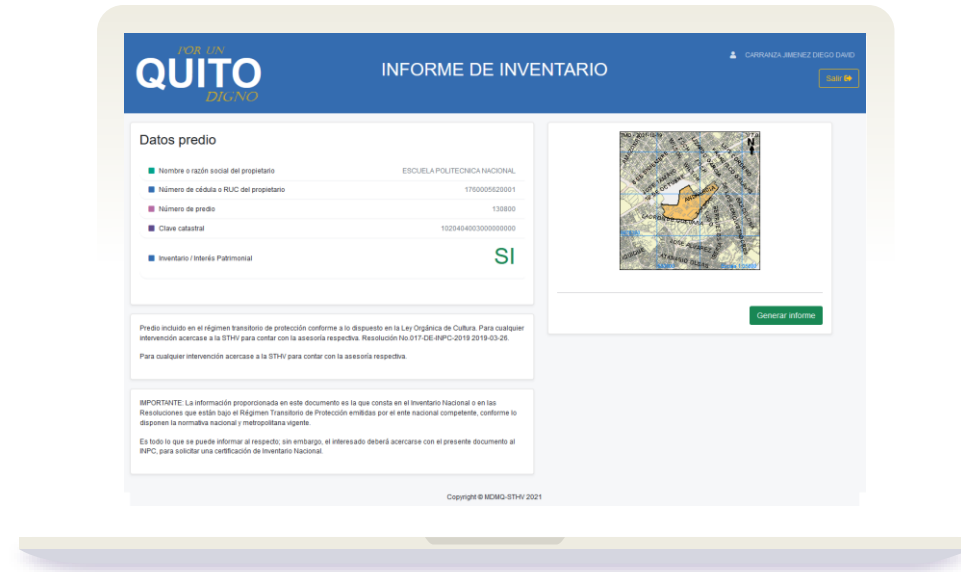 POR UN
QUITO
DIGNO
INFORME DE INVENTARIO
CARRANZA JIMENEZ DIEGO DAVID
Salir
Datos predio
Nombre o razón social del propietario ESCUELA POLITECNICA NACIONAL
Número de cédula o RUC del propietario 1760005620001
Número de predio 130800
Clave catastral 1020404003000000000
Inventario / Interés Patrimonial SI
N
12 DE OCTUBRE
ANDALUCIA
LADRON DE GUEVARA
Generar informe
Predio incluido en el régimen transitorio de protección conforme a lo dispuesto en la Ley Orgánica de Cultura. Para cualquier
intervención acercase a la STHV para contar con la asesoría respectiva. Resolución No.017-DE-INPC-2019 2019-03-26.
Para cualquier intervención acercase a la STHV para contar con la asesoría respectiva.
IMPORTANTE: La información proporcionada en este documento es la que consta en el Inventario Nacional o en las
Resoluciones que están bajo el Régimen Transitorio de Protección emitidas por el ente nacional competente, conforme lo
disponen la normativa nacional y metropolitana vigente.
Es todo lo que se puede informar al respecto; sin embargo, el interesado deberá acercarse con el presente documento al
INPC, para solicitar una certificación de Inventario Nacional.
Copyright © MDMQ-STHV 2021